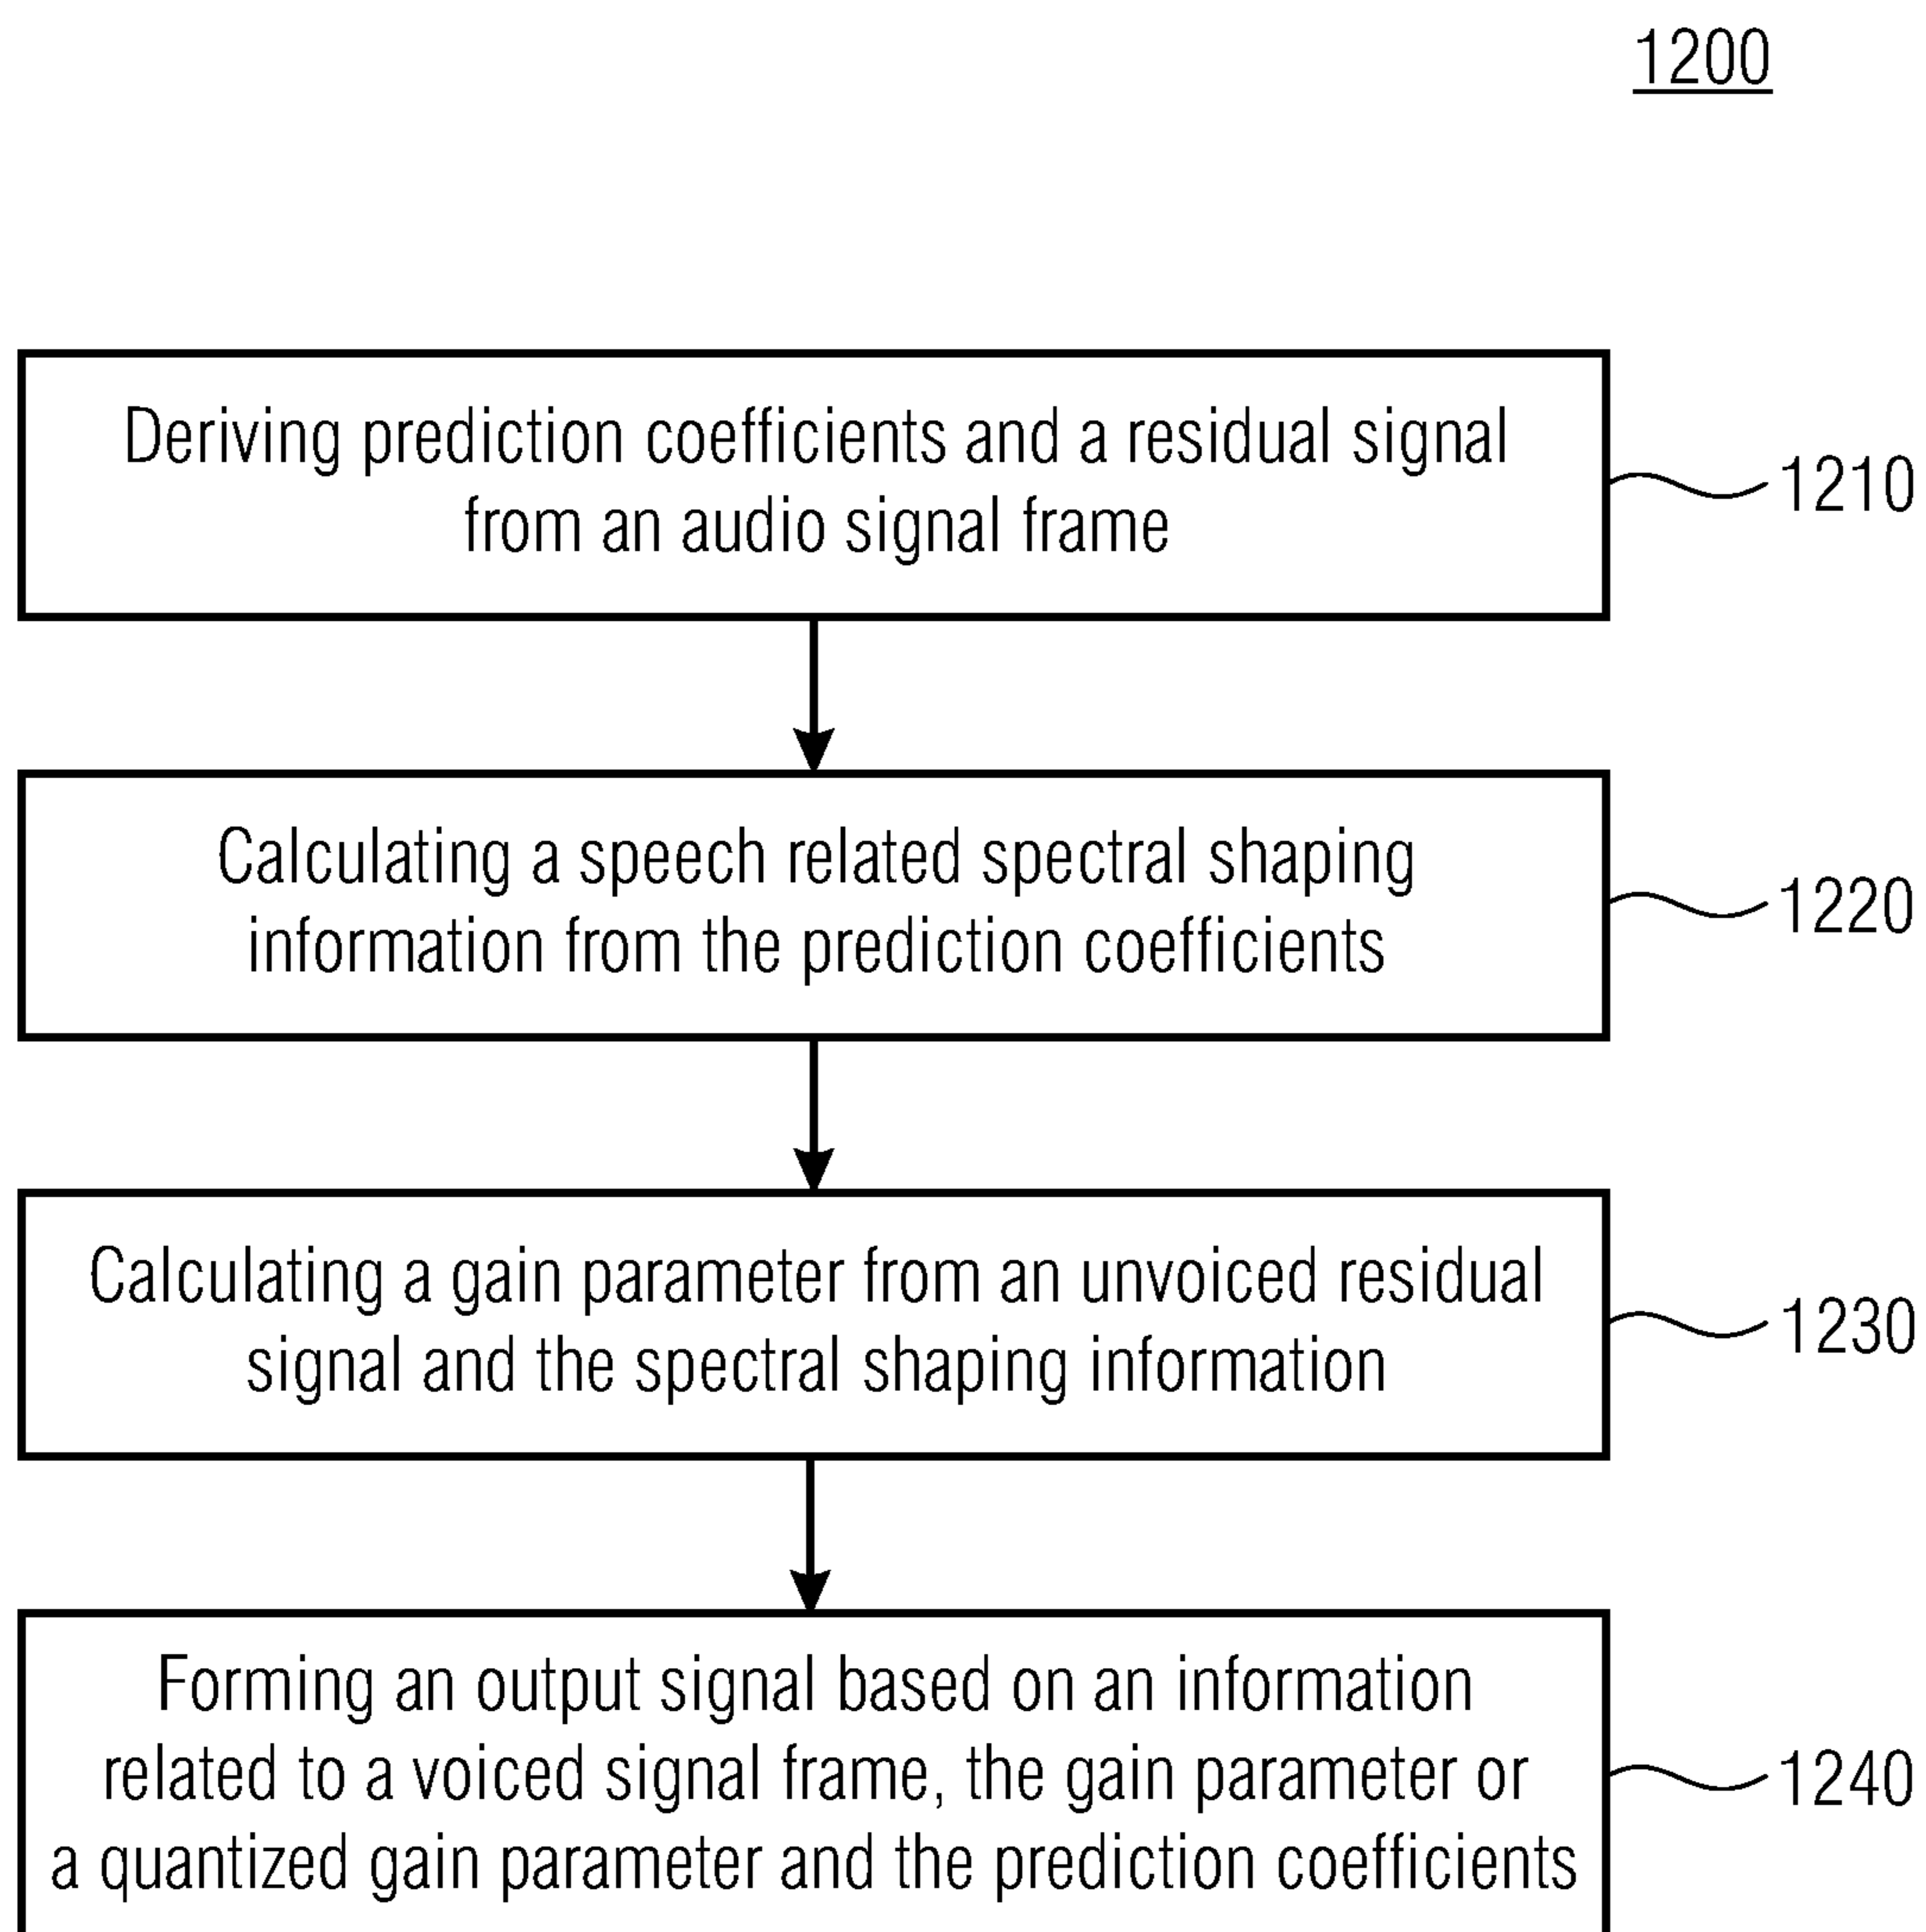 1200
Deriving prediction coefficients and a residual signal
from an audio signal frame
1210
Calculating a speech related spectral shaping
information from the prediction coefficients
1220
Calculating a gain parameter from an unvoiced residual
signal and the spectral shaping information
1230
Forming an output signal based on an information
related to a voiced signal frame, the gain parameter or
a quantized gain parameter and the prediction coefficients
1240